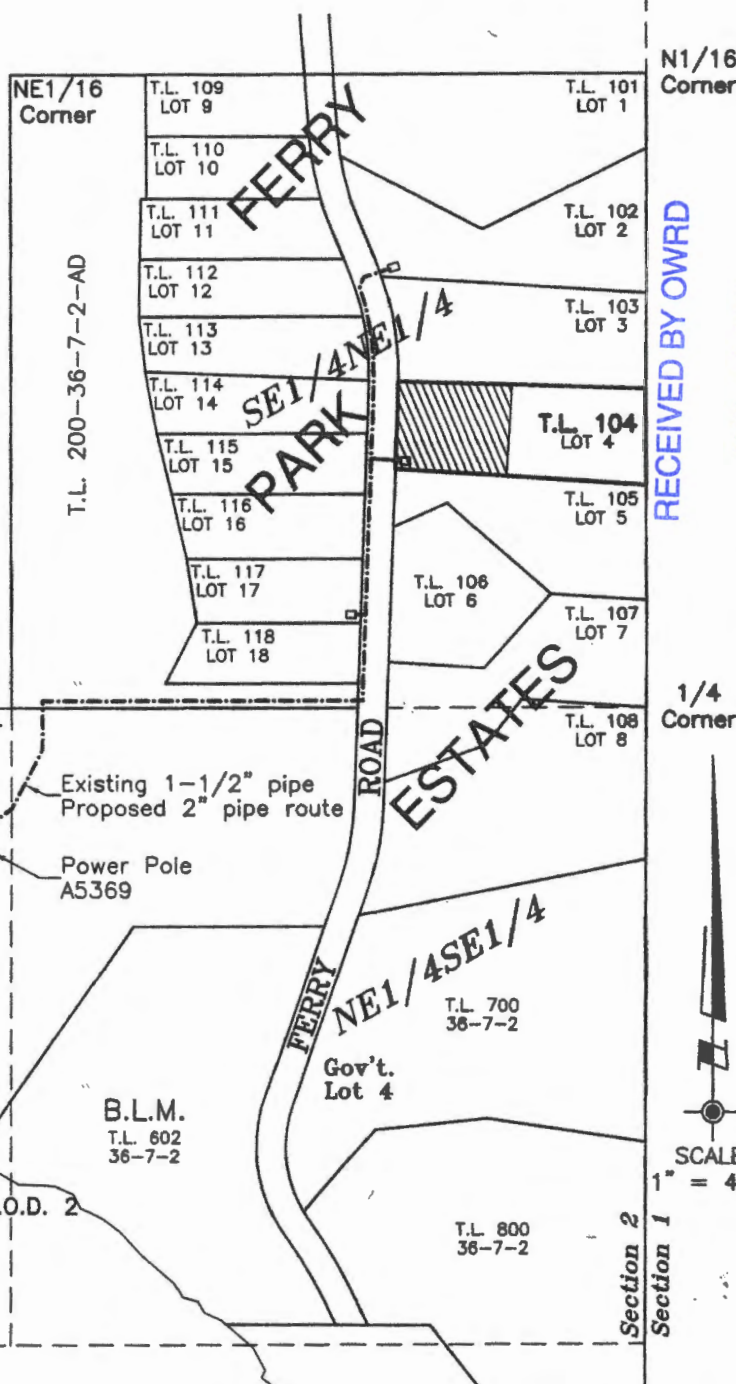 N1/16
Corner
NE1/16
Corner
T.L. 109
LOT 9
T.L. 101
LOT 1
T.L. 110
LOT 10
FERRY
T.L. 111
LOT 11
T.L. 102
LOT 2
T.L. 112
LOT 12
T.L. 103
LOT 3
T.L. 113
LOT 13
SE1/4NE1/4
T.L. 200-36-7-2-AD
RECEIVED BY OWRD
T.L. 114
LOT 14
T.L. 104
LOT 4
PARK
T.L. 115
LOT 15
T.L. 105
LOT 5
T.L. 116
LOT 16
T.L. 106
LOT 6
T.L. 117
LOT 17
T.L. 107
LOT 7
T.L. 118
LOT 18
ESTATES
1/4
Corner
T.L. 108
LOT 8
ROAD
Existing 1-1/2" pipe
Proposed 2" pipe route
Power Pole
A5369
NE1/4SE1/4
FERRY
T.L. 700
36-7-2
Gov't.
Lot 4
B.L.M.
T.L. 602
36-7-2
SCALE
1" = 4
.O.D. 2
T.L. 800
36-7-2
Section 2
Section 1